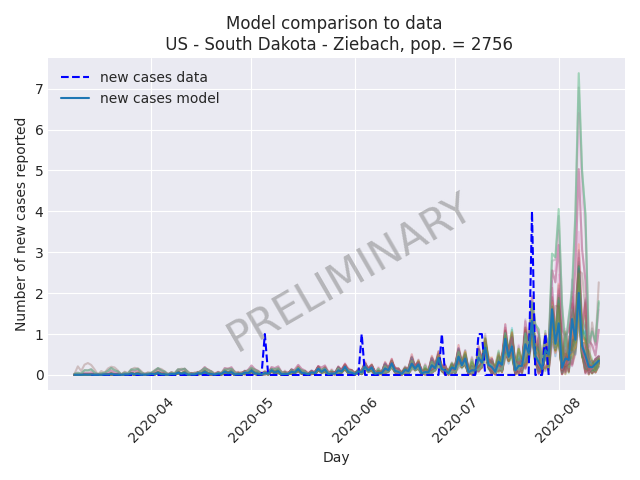 Model comparison to data
US - South Dakota - Ziebach, pop. = 2756
new cases data
new cases model
Number of new cases reported
7
6
5
4
3
2
1
0
PRELIMINARY
2020-04
2020-05
2020-06
2020-07
2020-08
Day